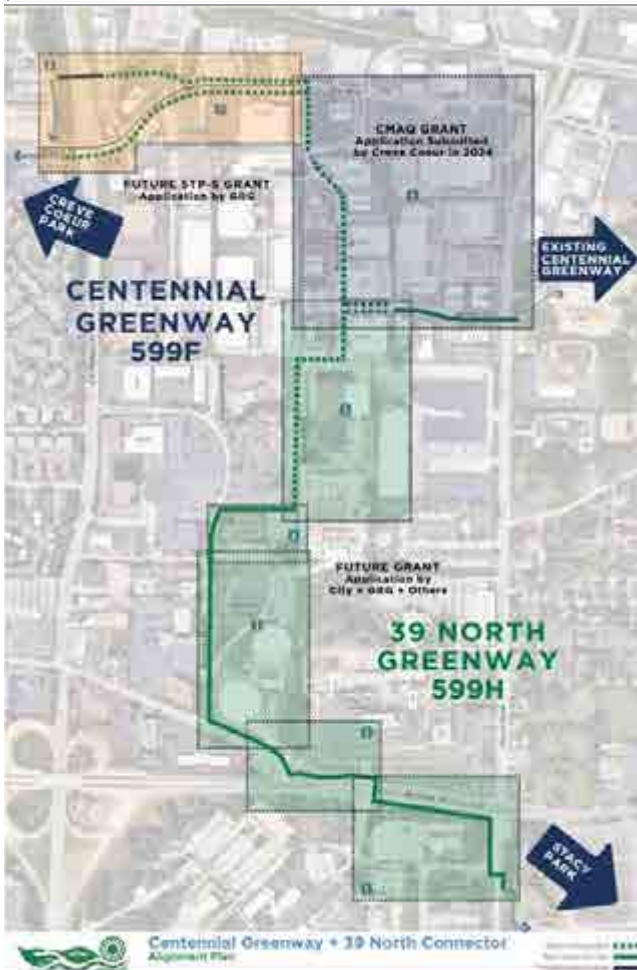 CMAQ GRANT
Application Submitted
by Creve Coeur in 2024
FUTURE STP-S GRANT
Application by GRG
CREVE
COEUR
PARK
EXISTING
CENTENNIAL
GREENWAY
CENTENNIAL
GREENWAY
599F
FUTURE GRANT
Application by
City + GRG + Others
39 NORTH
GREENWAY
599H
STACY
PARK
Centennial Greenway + 39 North Connector
Alignment Plan